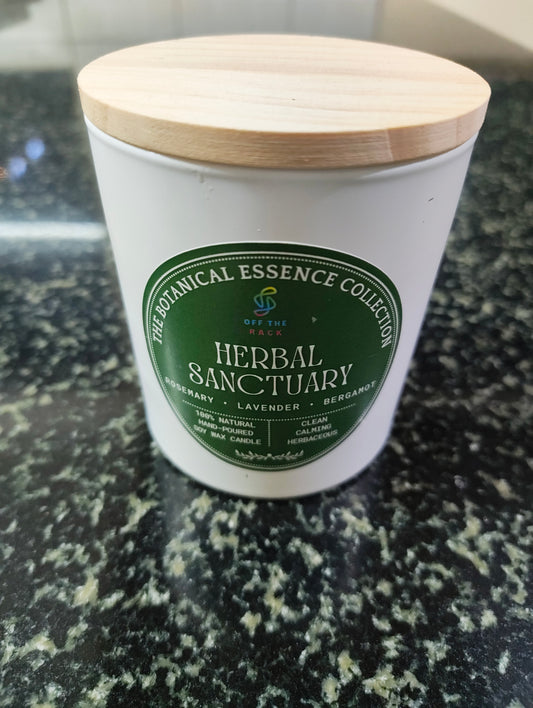 THE BOTANICAL ESSENCE COLLECTION
OFF THE
RACK
HERBAL
SANCTUARY
ROSEMARY • LAVENDER • BERGAMOT
100% NATURAL
HAND-POURED
SOY WAX CANDLE
CLEAN
CALMING
HERBACEOUS